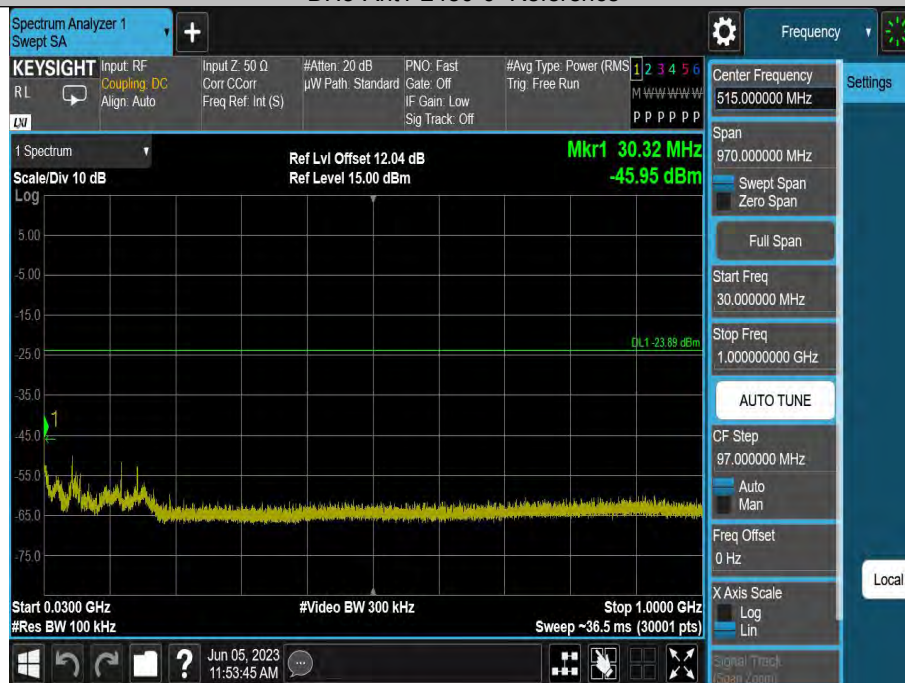 Spectrum Analyzer 1
Swept SA
+
Frequency
KEYSIGHT
RL
LXI
Input: RF
Coupling: DC
Align: Auto
Input Z: 50 Ω
Corr CCorr
Freq Ref: Int (S)
#Atten: 20 dB
µW Path: Standard
PNO: Fast
Gate: Off
IF Gain: Low
Sig Track: Off
#Avg Type: Power (RMS
Trig: Free Run
1 2 3 4 5 6
M W W W W W
P P P P P P
Center Frequency
515.000000 MHz
Settings
1 Spectrum
Scale/Div 10 dB
Log
Ref Lvl Offset 12.04 dB
Ref Level 15.00 dBm
Mkr1 30.32 MHz
-45.95 dBm
Span
970.000000 MHz
Swept Span
Zero Span
Full Span
Start Freq
30.000000 MHz
Stop Freq
1.000000000 GHz
AUTO TUNE
CF Step
97.000000 MHz
Auto
Man
Freq Offset
0 Hz
X Axis Scale
Log
Lin
Signal Track
(Span Zoom)
Local
5.00
-5.00
-15.0
DL1 -23.89 dBm
-25.0
-35.0
1
-45.0
-55.0
-65.0
-75.0
Start 0.0300 GHz
#Res BW 100 kHz
#Video BW 300 kHz
Stop 1.0000 GHz
Sweep ~36.5 ms (30001 pts)
?
Jun 05, 2023
11:53:45 AM